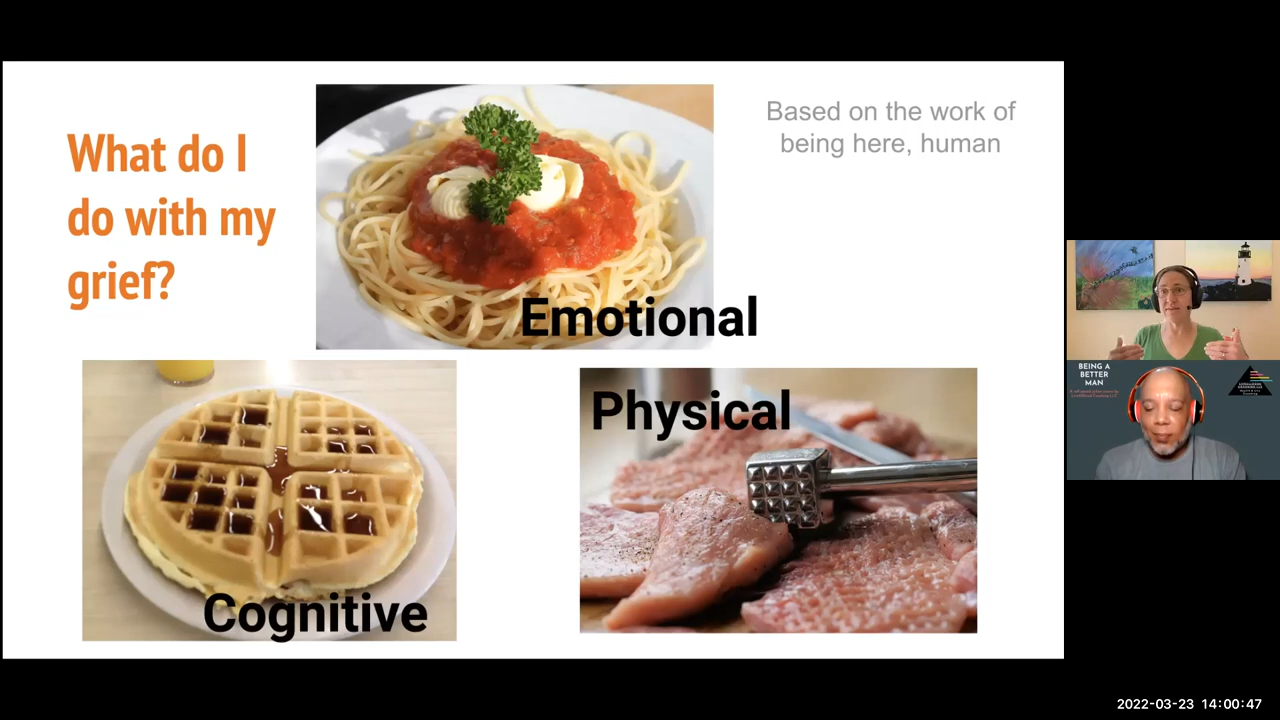 What do I
do with my
grief?
Based on the work of
being here, human
Emotional
Physical
Cognitive
BEING A
BETTER
MAN
2022-03-23 14:00:47